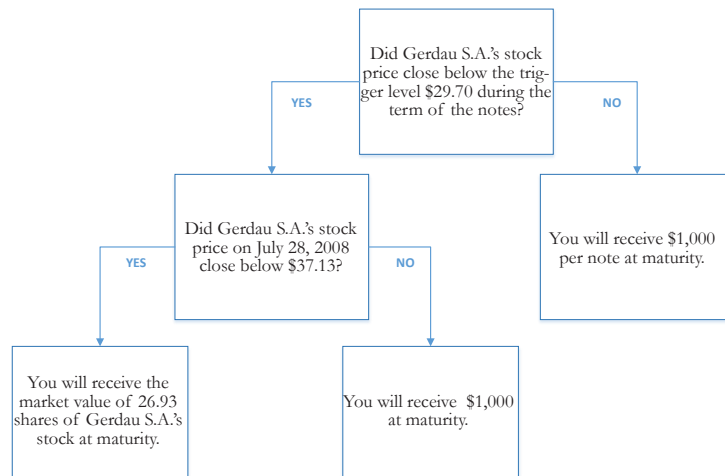 Did Gerdau S.A.'s stock
price close below the trig-
ger level $29.70 during the
term of the notes?
YES
NO
Did Gerdau S.A.'s stock
price on July 28, 2008
close below $37.13?
You will receive $1,000
per note at maturity.
YES
NO
You will receive the
market value of 26.93
shares of Gerdau S.A.'s
stock at maturity.
You will receive $1,000
at maturity.